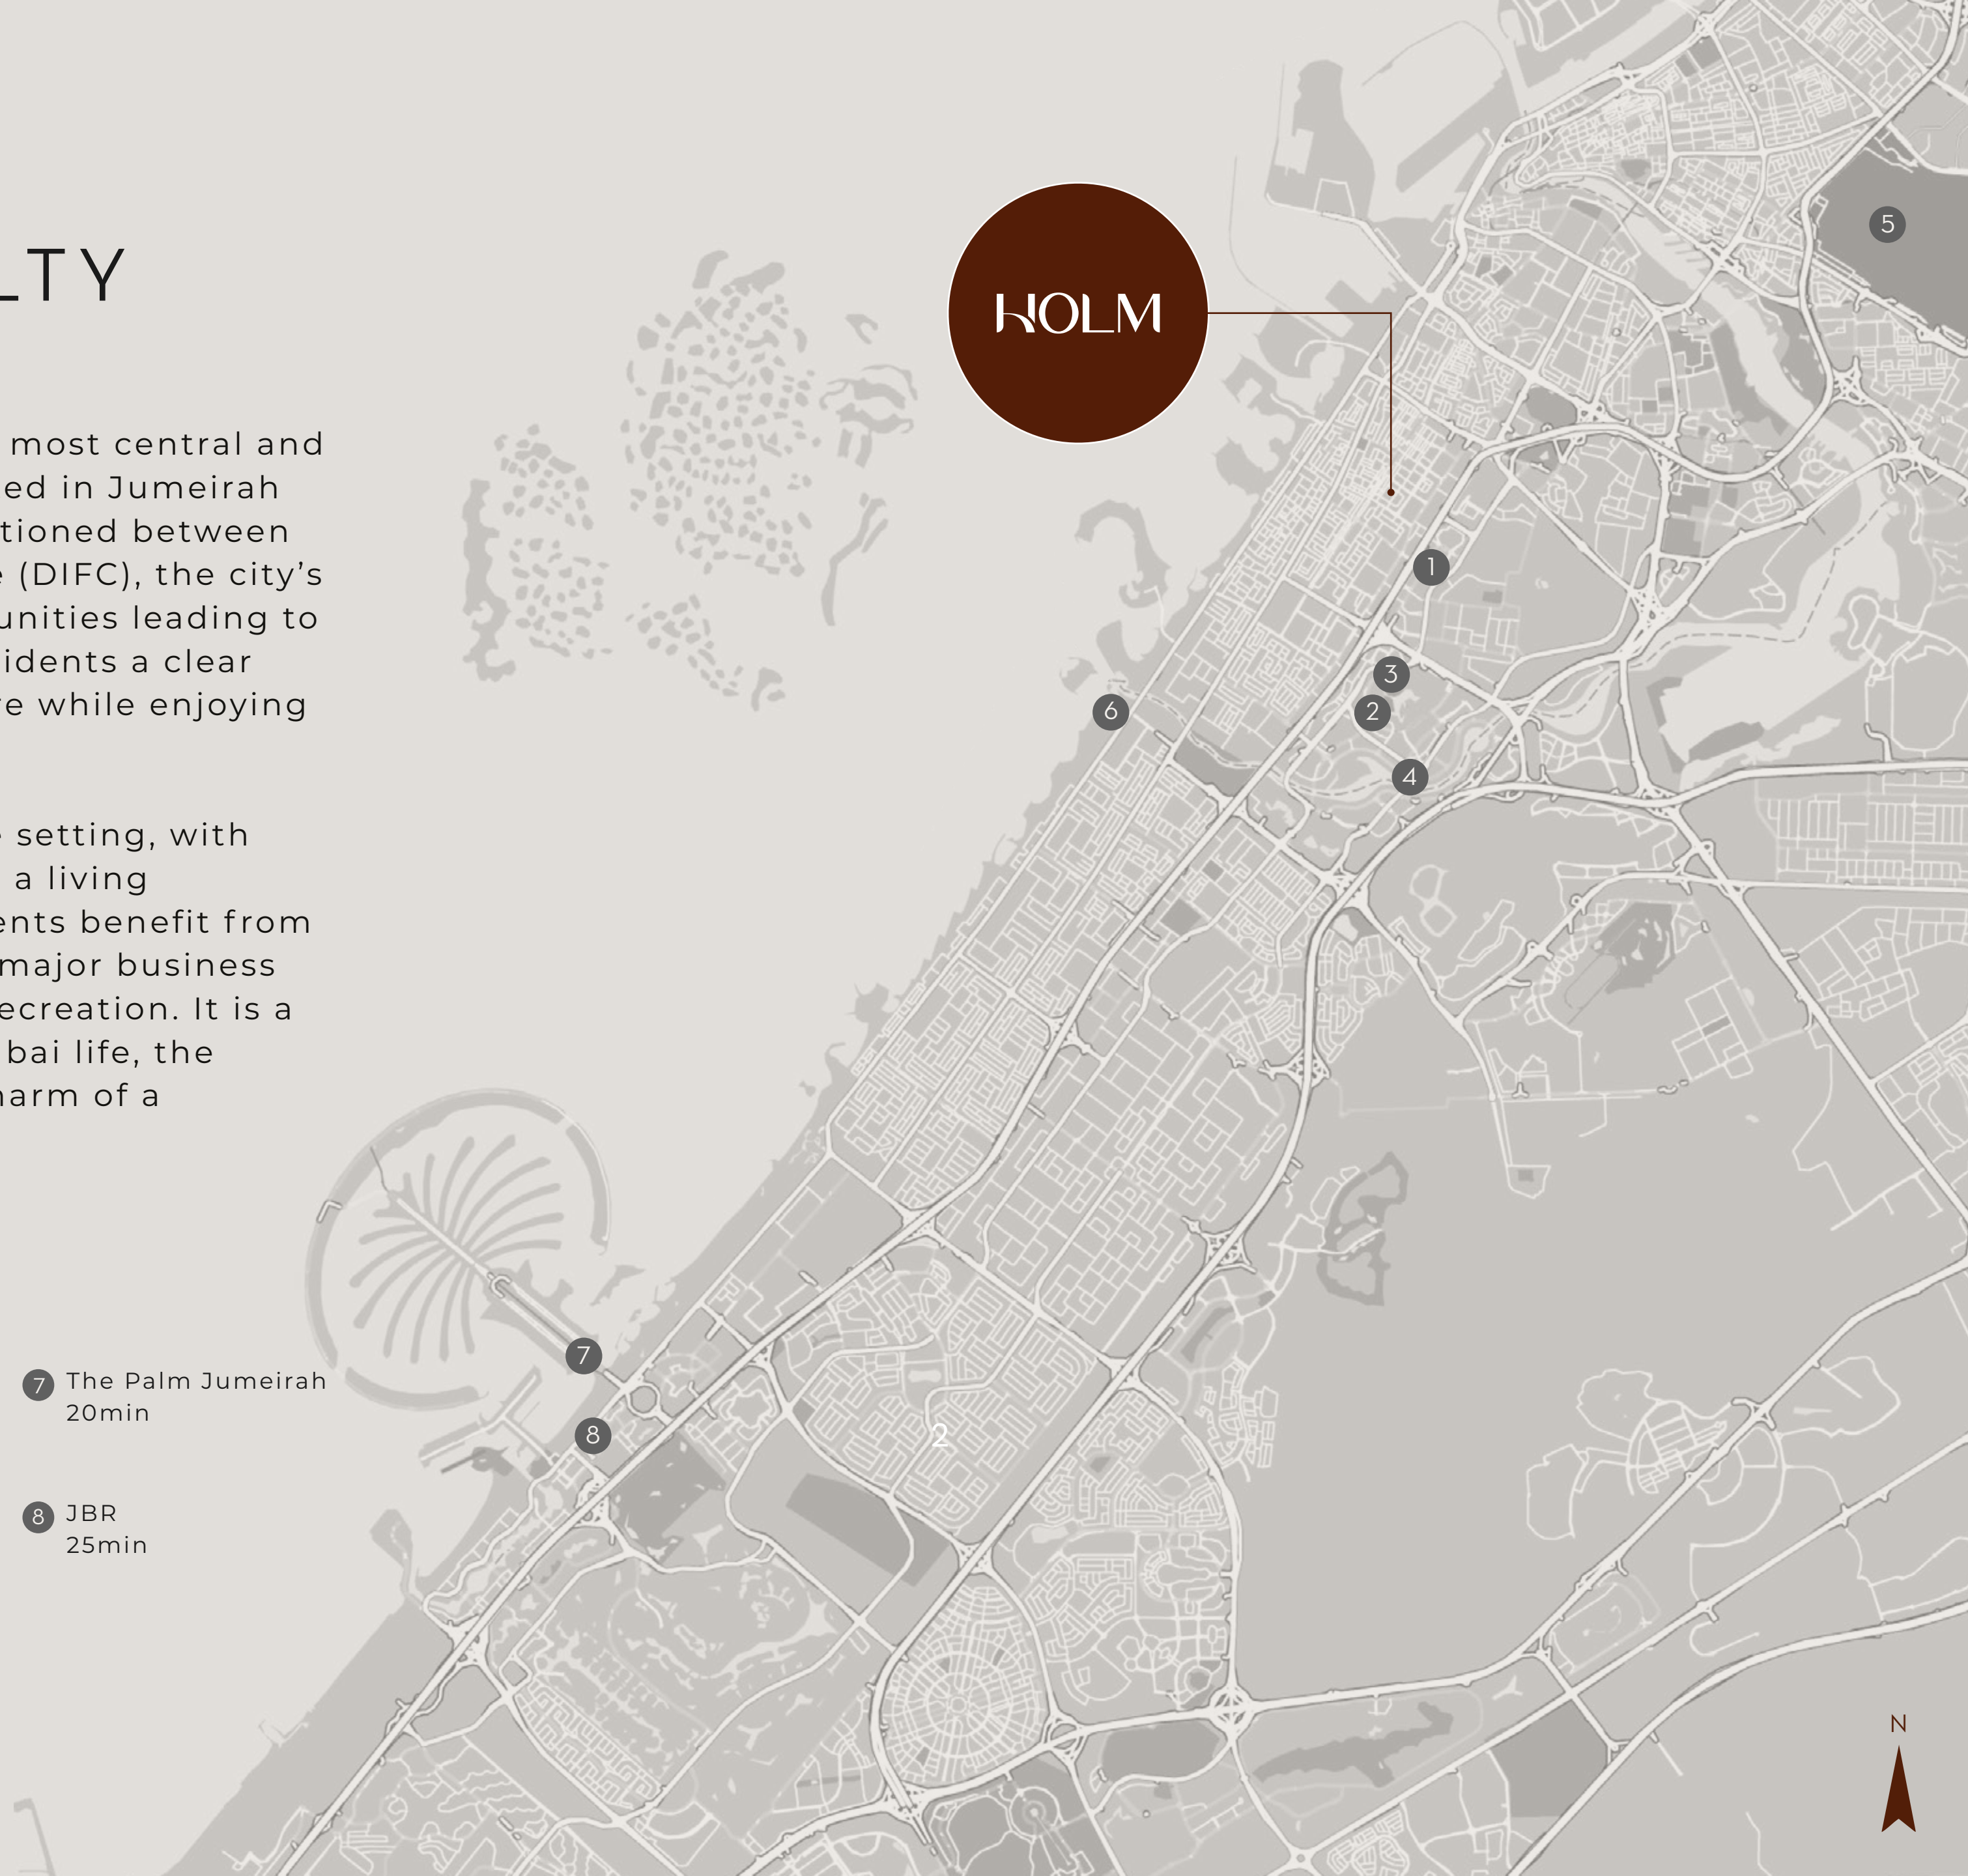 LTY
most central and
ed in Jumeirah
tioned between
e (DIFC), the city’s
unities leading to
idents a clear
re while enjoying
e setting, with
a living
ents benefit from
major business
ecreation. It is a
bai life, the
harm of a
7 The Palm Jumeirah
20min
8 JBR
25min
HOLM
5
1
3
2
6
4
7
8
2
N